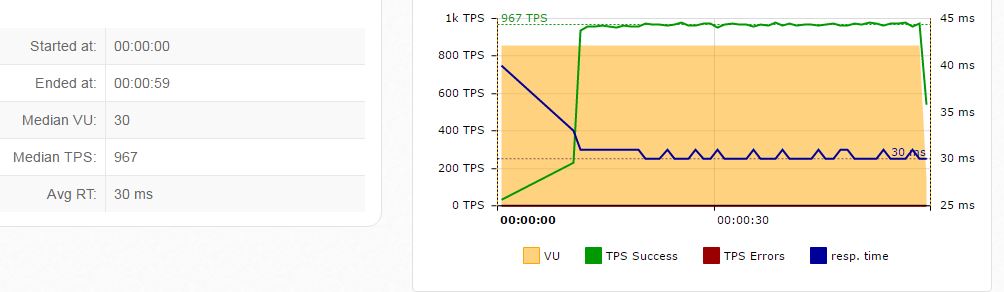 Started at: 00:00:00
Ended at: 00:00:59
Median VU: 30
Median TPS: 967
Avg RT: 30 ms
1k TPS
800 TPS
600 TPS
400 TPS
200 TPS
0 TPS
967 TPS
30 ms
45 ms
40 ms
35 ms
30 ms
25 ms
00:00:00 00:00:30
VU TPS Success TPS Errors resp. time